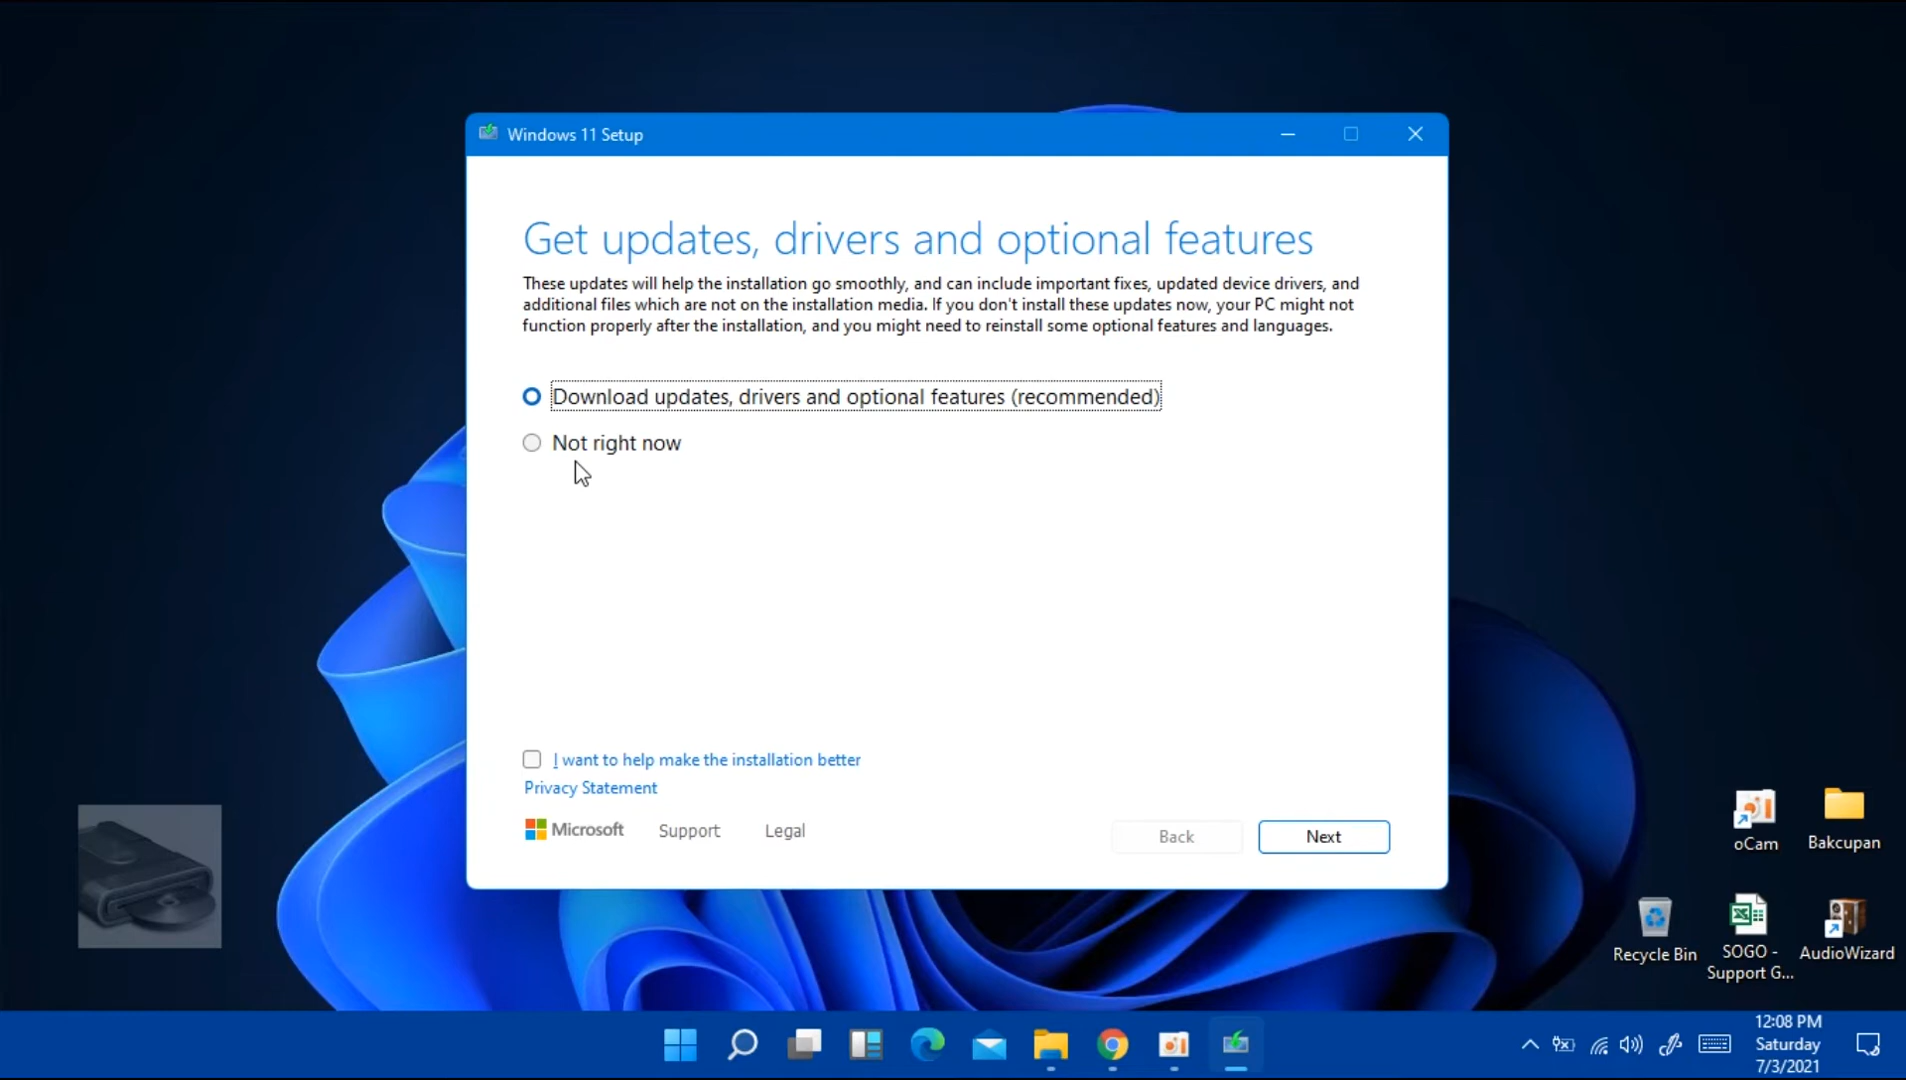 Windows 11 Setup
Get updates, drivers and optional features
These updates will help the installation go smoothly, and can include important fixes, updated device drivers, and
additional files which are not on the installation media. If you don't install these updates now, your PC might not
function properly after the installation, and you might need to reinstall some optional features and languages.
Download updates, drivers and optional features (recommended)
Not right now
I want to help make the installation better
Privacy Statement
Microsoft
Support
Legal
Back
Next
oCam
Bakcupan
Recycle Bin
SOGO -
Support G...
AudioWizard
12:08 PM
Saturday
7/3/2021